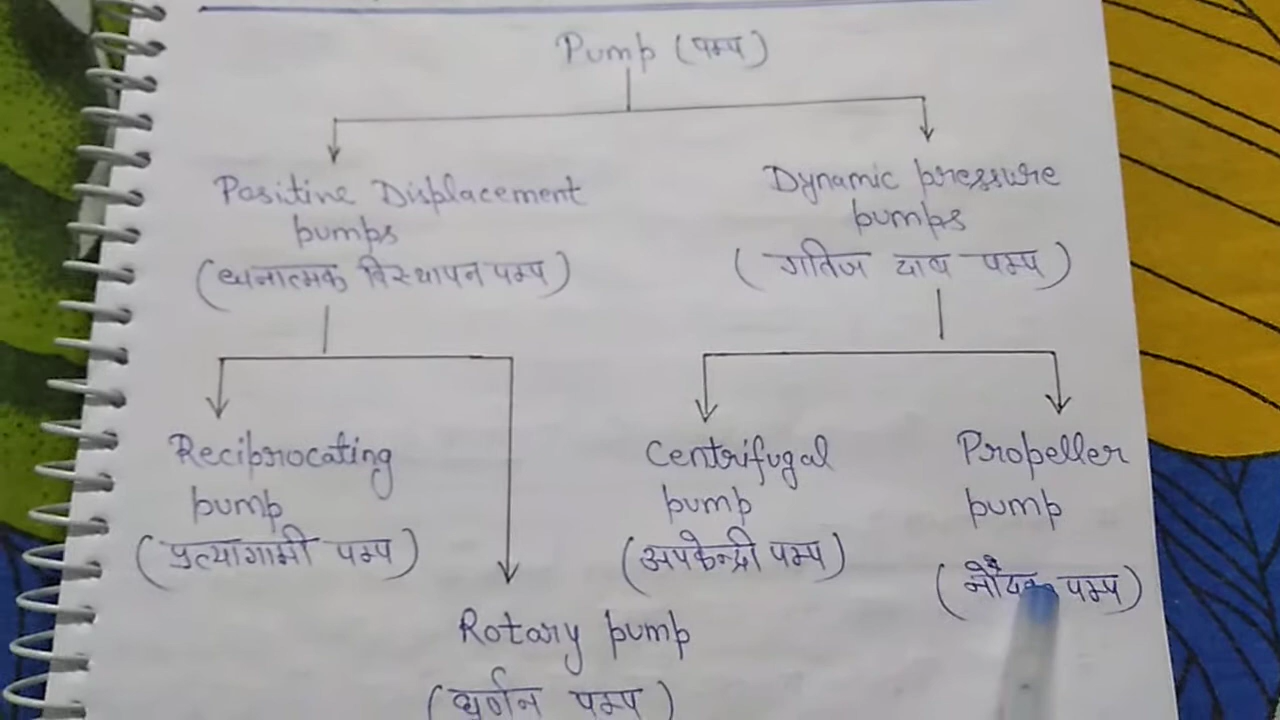 Pump (पम्प)
Positive Displacement
pumps
(धनात्मक विस्थापन पम्प)
Dynamic pressure
pumps
(गतिज दाब पम्प)
Reciprocating
pump
(प्रत्यागामी पम्प)
Rotary pump
(घूर्णन पम्प)
Centrifugal
pump
(अपकेन्द्री पम्प)
Propeller
pump
( पम्प)